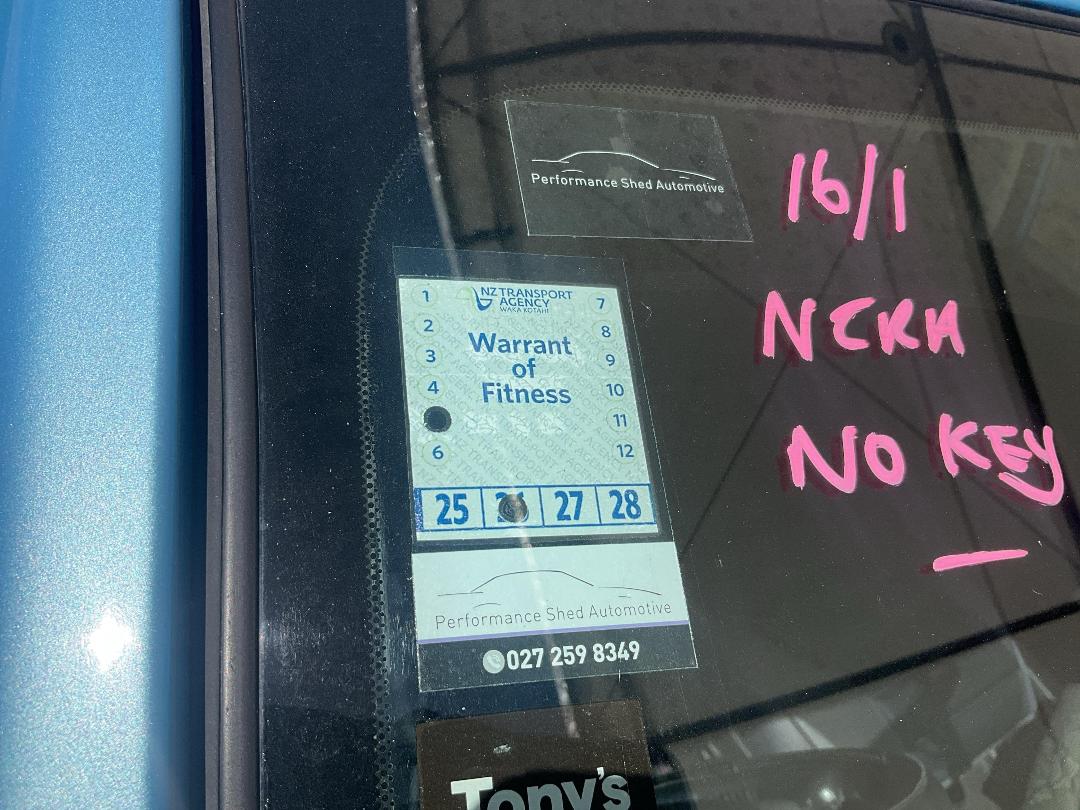 Performance Shed Automotive
16/1
NZ TRANSPORT
AGENCY
WAKA KOTAHI
1
7
2
8
Warrant
of
Fitness
3
9
4
10
11
6
12
25
27
28
NO KEY
Performance Shed Automotive
027 259 8349
Tony's